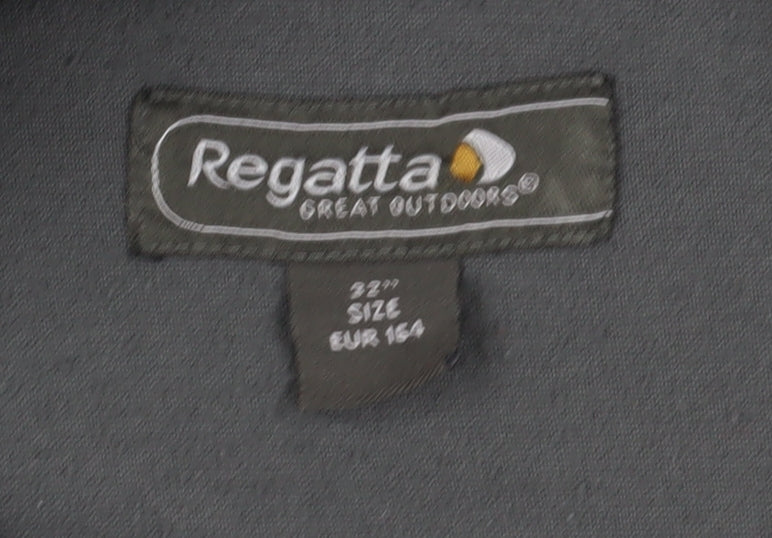 Regatta
GREAT OUTDOORS®
32"
SIZE
EUR 164